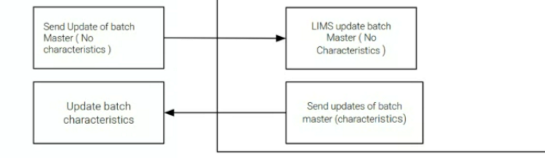 Send Update of batch
Master ( No
characteristics )
LIMS update batch
Master ( No
Characteristics )
Update batch
characteristics
Send updates of batch
master (characteristics)